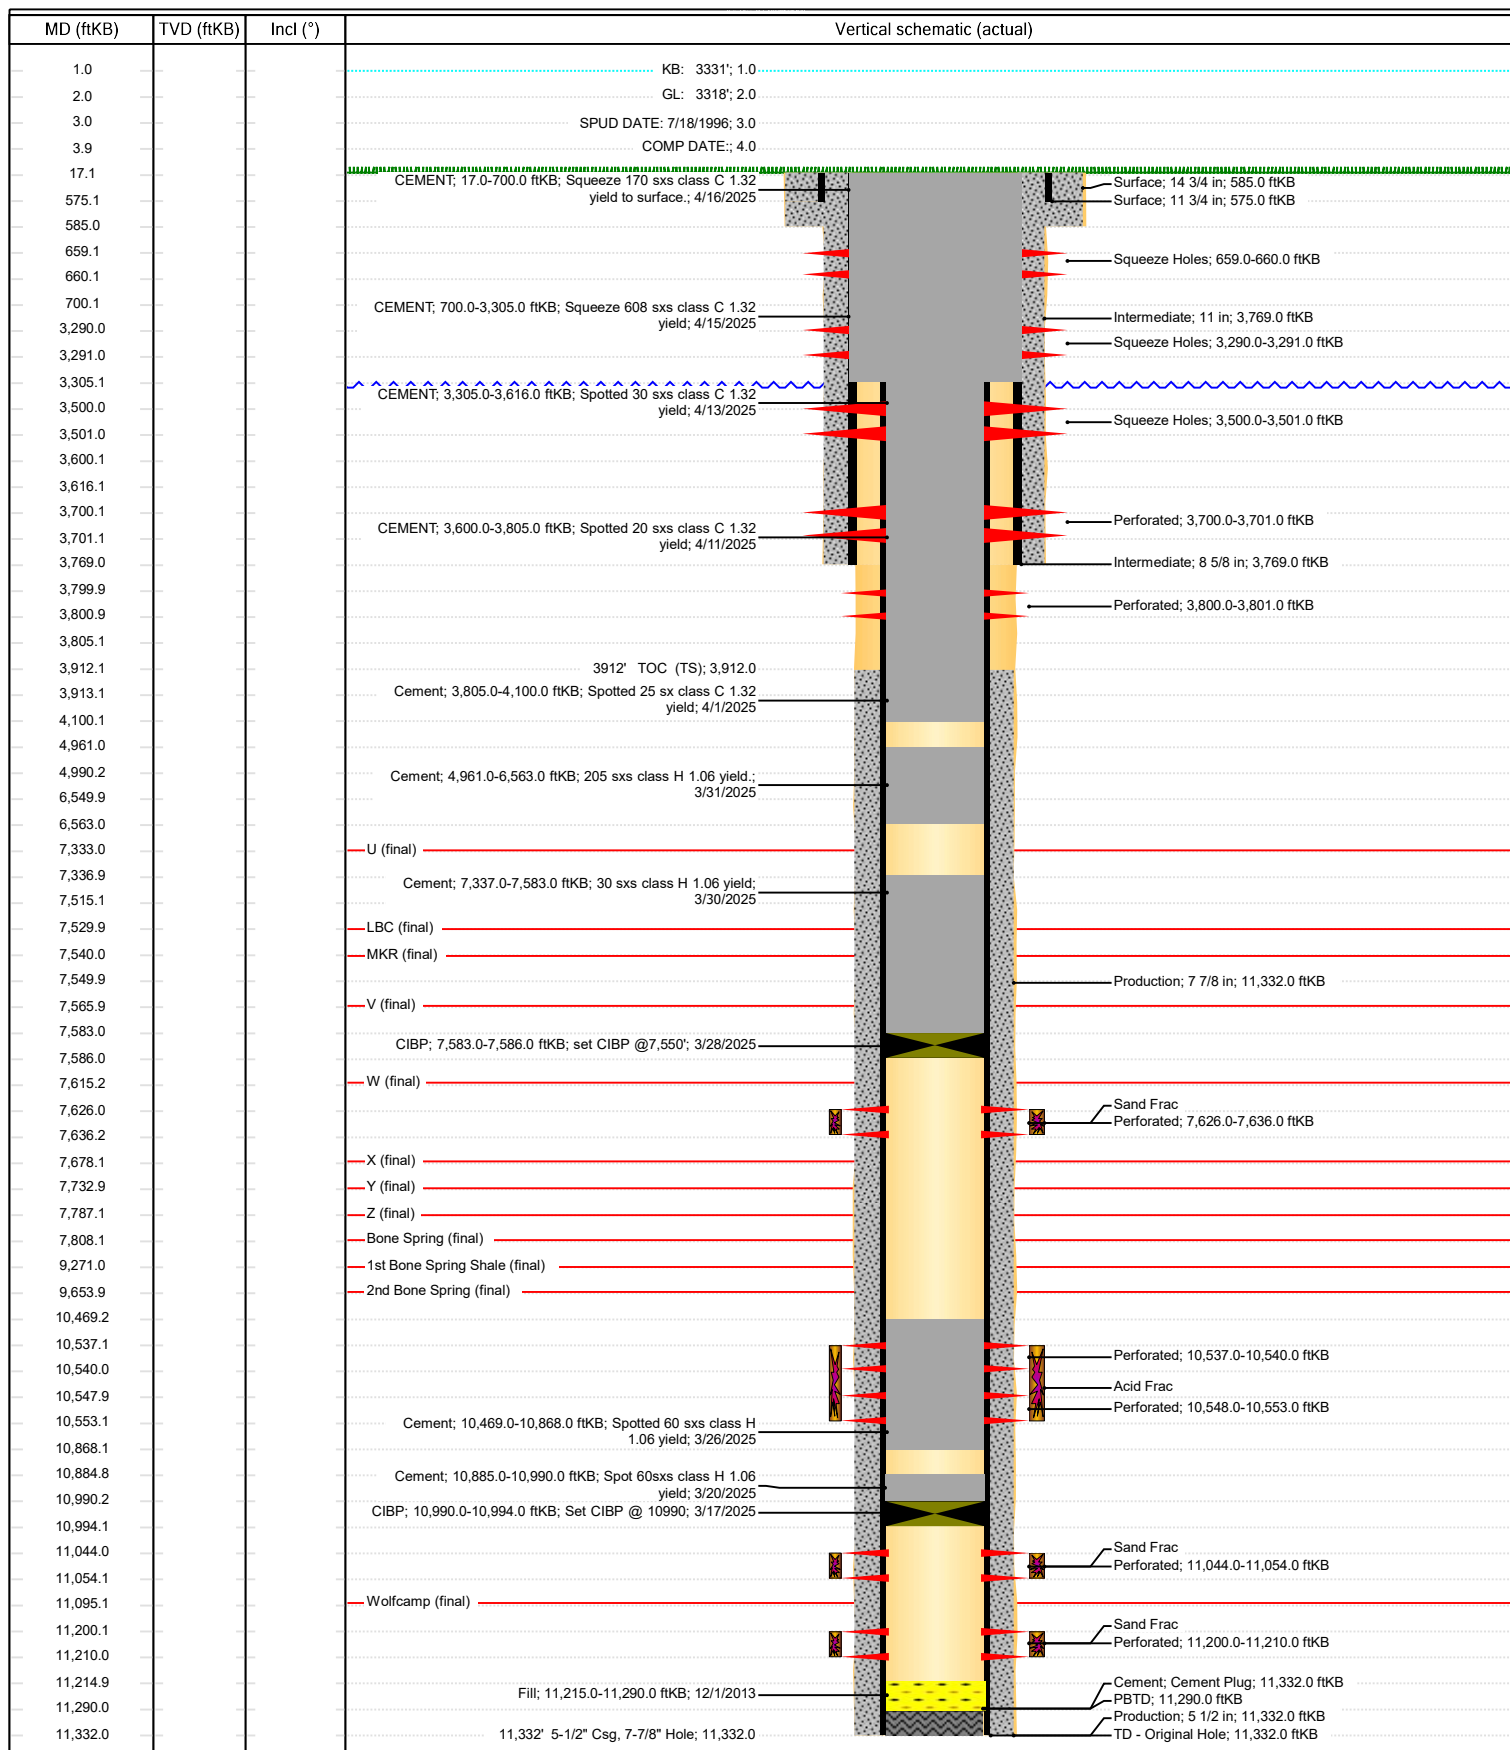 MD (ftKB) TVD (ftKB) Incl (°) Vertical schematic (actual)
1.0 KB: 3331'; 1.0
2.0 GL: 3318'; 2.0
3.0 SPUD DATE: 7/18/1996; 3.0
3.9 COMP DATE:; 4.0
17.1 CEMENT; 17.0-700.0 ftKB; Squeeze 170 sxs class C 1.32 Surface; 14 3/4 in; 585.0 ftKB
yield to surface.; 4/16/2025
575.1 Surface; 11 3/4 in; 575.0 ftKB
585.0
659.1 Squeeze Holes; 659.0-660.0 ftKB
660.1
700.1 CEMENT; 700.0-3,305.0 ftKB; Squeeze 608 sxs class C 1.32
yield; 4/15/2025 Intermediate; 11 in; 3,769.0 ftKB
3,290.0
Squeeze Holes; 3,290.0-3,291.0 ftKB
3,291.0
3,305.1
CEMENT; 3,305.0-3,616.0 ftKB; Spotted 30 sxs class C 1.32
3,500.0 yield; 4/13/2025
Squeeze Holes; 3,500.0-3,501.0 ftKB
3,501.0
3,600.1
3,616.1
3,700.1 Perforated; 3,700.0-3,701.0 ftKB
CEMENT; 3,600.0-3,805.0 ftKB; Spotted 20 sxs class C 1.32
3,701.1 yield; 4/11/2025
3,769.0 Intermediate; 8 5/8 in; 3,769.0 ftKB
3,799.9
3,800.9 Perforated; 3,800.0-3,801.0 ftKB
3,805.1
3,912.1 3912' TOC (TS); 3,912.0
3,913.1 Cement; 3,805.0-4,100.0 ftKB; Spotted 25 sx class C 1.32
yield; 4/1/2025
4,100.1
4,961.0
4,990.2 Cement; 4,961.0-6,563.0 ftKB; 205 sxs class H 1.06 yield.;
6,549.9 3/31/2025
6,563.0
7,333.0 U (final)
7,336.9 Cement; 7,337.0-7,583.0 ftKB; 30 sxs class H 1.06 yield;
7,515.1 3/30/2025
7,529.9 LBC (final)
7,540.0 MKR (final)
7,549.9 Production; 7 7/8 in; 11,332.0 ftKB
7,565.9 V (final)
7,583.0
CIBP; 7,583.0-7,586.0 ftKB; set CIBP @7,550'; 3/28/2025
7,586.0
7,615.2 W (final)
7,626.0 Sand Frac
Perforated; 7,626.0-7,636.0 ftKB
7,636.2
7,678.1 X (final)
7,732.9 Y (final)
7,787.1 Z (final)
7,808.1 Bone Spring (final)
9,271.0 1st Bone Spring Shale (final)
9,653.9 2nd Bone Spring (final)
10,469.2
10,537.1 Perforated; 10,537.0-10,540.0 ftKB
10,540.0
Acid Frac
10,547.9
Perforated; 10,548.0-10,553.0 ftKB
10,553.1 Cement; 10,469.0-10,868.0 ftKB; Spotted 60 sxs class H
1.06 yield; 3/26/2025
10,868.1
10,884.8 Cement; 10,885.0-10,990.0 ftKB; Spot 60sxs class H 1.06
yield; 3/20/2025
10,990.2
CIBP; 10,990.0-10,994.0 ftKB; Set CIBP @ 10990; 3/17/2025
10,994.1
11,044.0 Sand Frac
Perforated; 11,044.0-11,054.0 ftKB
11,054.1
11,095.1 Wolfcamp (final)
11,200.1 Sand Frac
Perforated; 11,200.0-11,210.0 ftKB
11,210.0
11,214.9 Cement; Cement Plug; 11,332.0 ftKB
Fill; 11,215.0-11,290.0 ftKB; 12/1/2013 PBTD; 11,290.0 ftKB
11,290.0 Production; 5 1/2 in; 11,332.0 ftKB
11,332.0 11,332' 5-1/2" Csg, 7-7/8" Hole; 11,332.0 TD - Original Hole; 11,332.0 ftKB